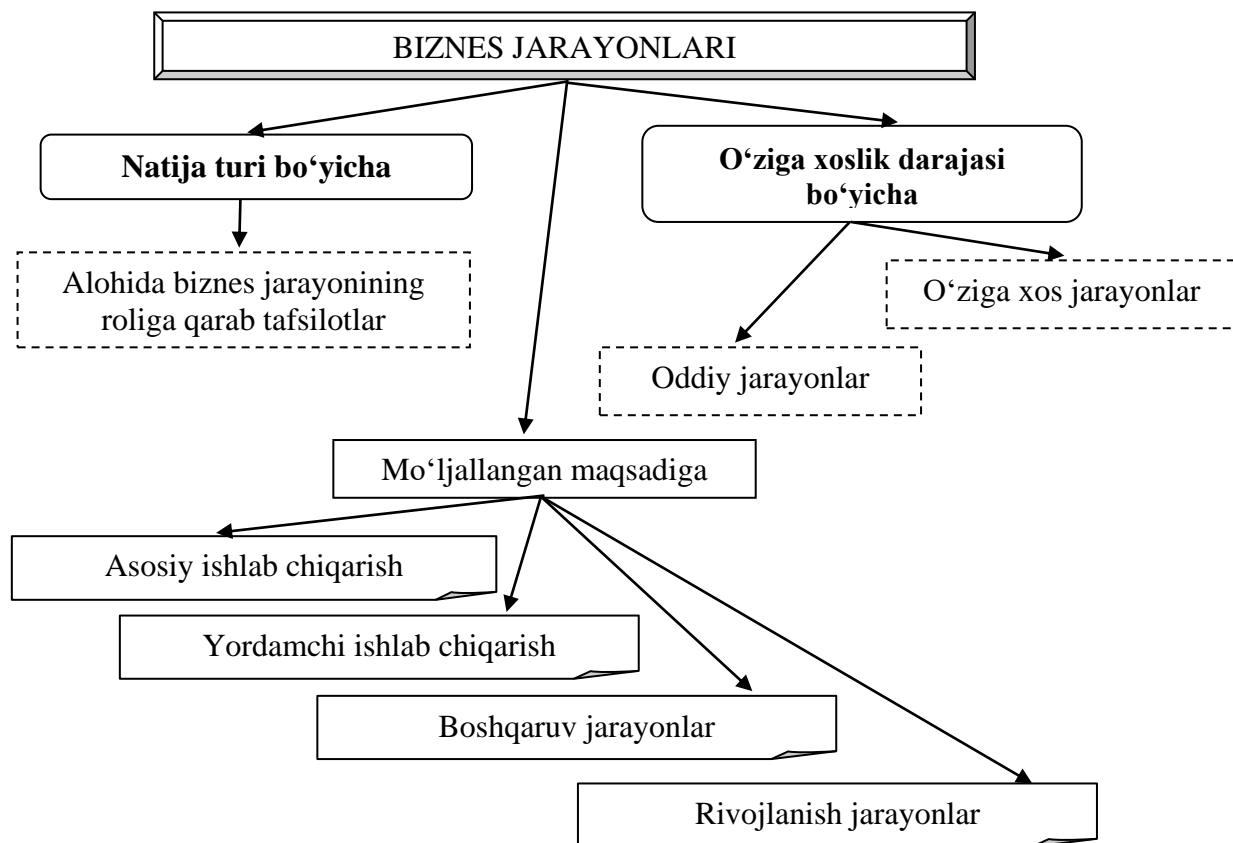 BIZNES JARAYONLARI
Natija turi bo‘yicha
O‘ziga xoslik darajasi
bo‘yicha
Alohida biznes jarayonining
roliga qarab tafsilotlar
O‘ziga xos jarayonlar
Oddiy jarayonlar
Mo‘ljallangan maqsadiga
Asosiy ishlab chiqarish
Yordamchi ishlab chiqarish
Boshqaruv jarayonlar
Rivojlanish jarayonlar